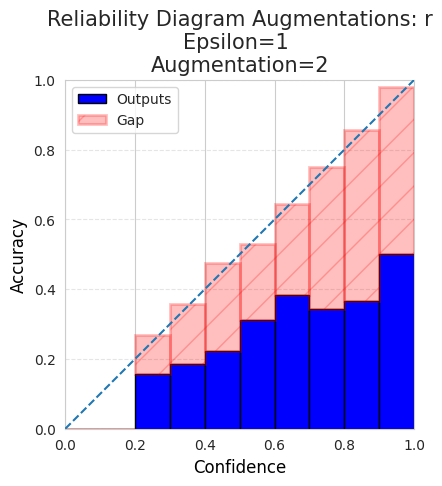 Reliability Diagram Augmentations: r
Epsilon=1
Augmentation=2
Outputs
Gap
1.0
0.8
0.6
0.4
0.2
0.0
Accuracy
0.0 0.2 0.4 0.6 0.8 1.0
Confidence